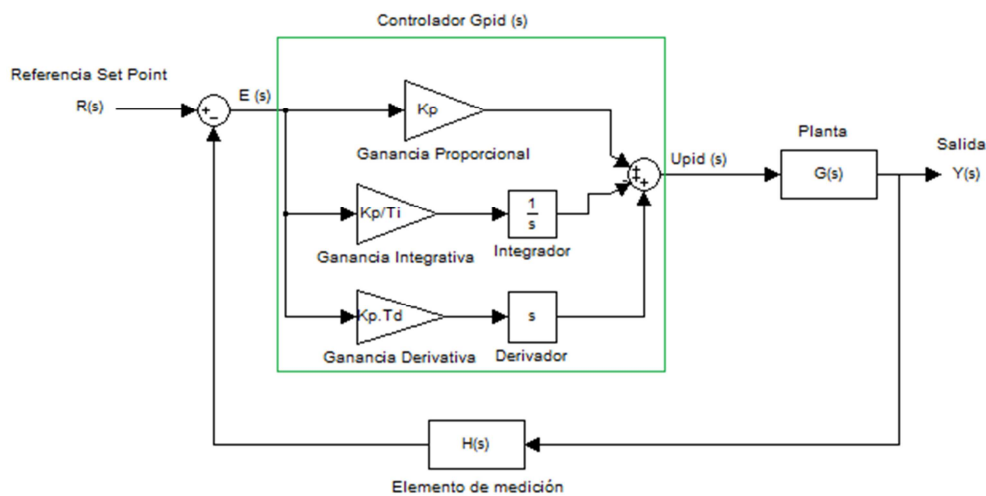 Controlador Gpid (s)
Referencia Set Point
R(s)
E (s)
Kp
Ganancia Proporcional
Kp/Ti
Ganancia Integrativa
1
s
Integrador
Kp.Td
Ganancia Derivativa
s
Derivador
Upid (s)
Planta
G(s)
Salida
Y(s)
H(s)
Elemento de medición